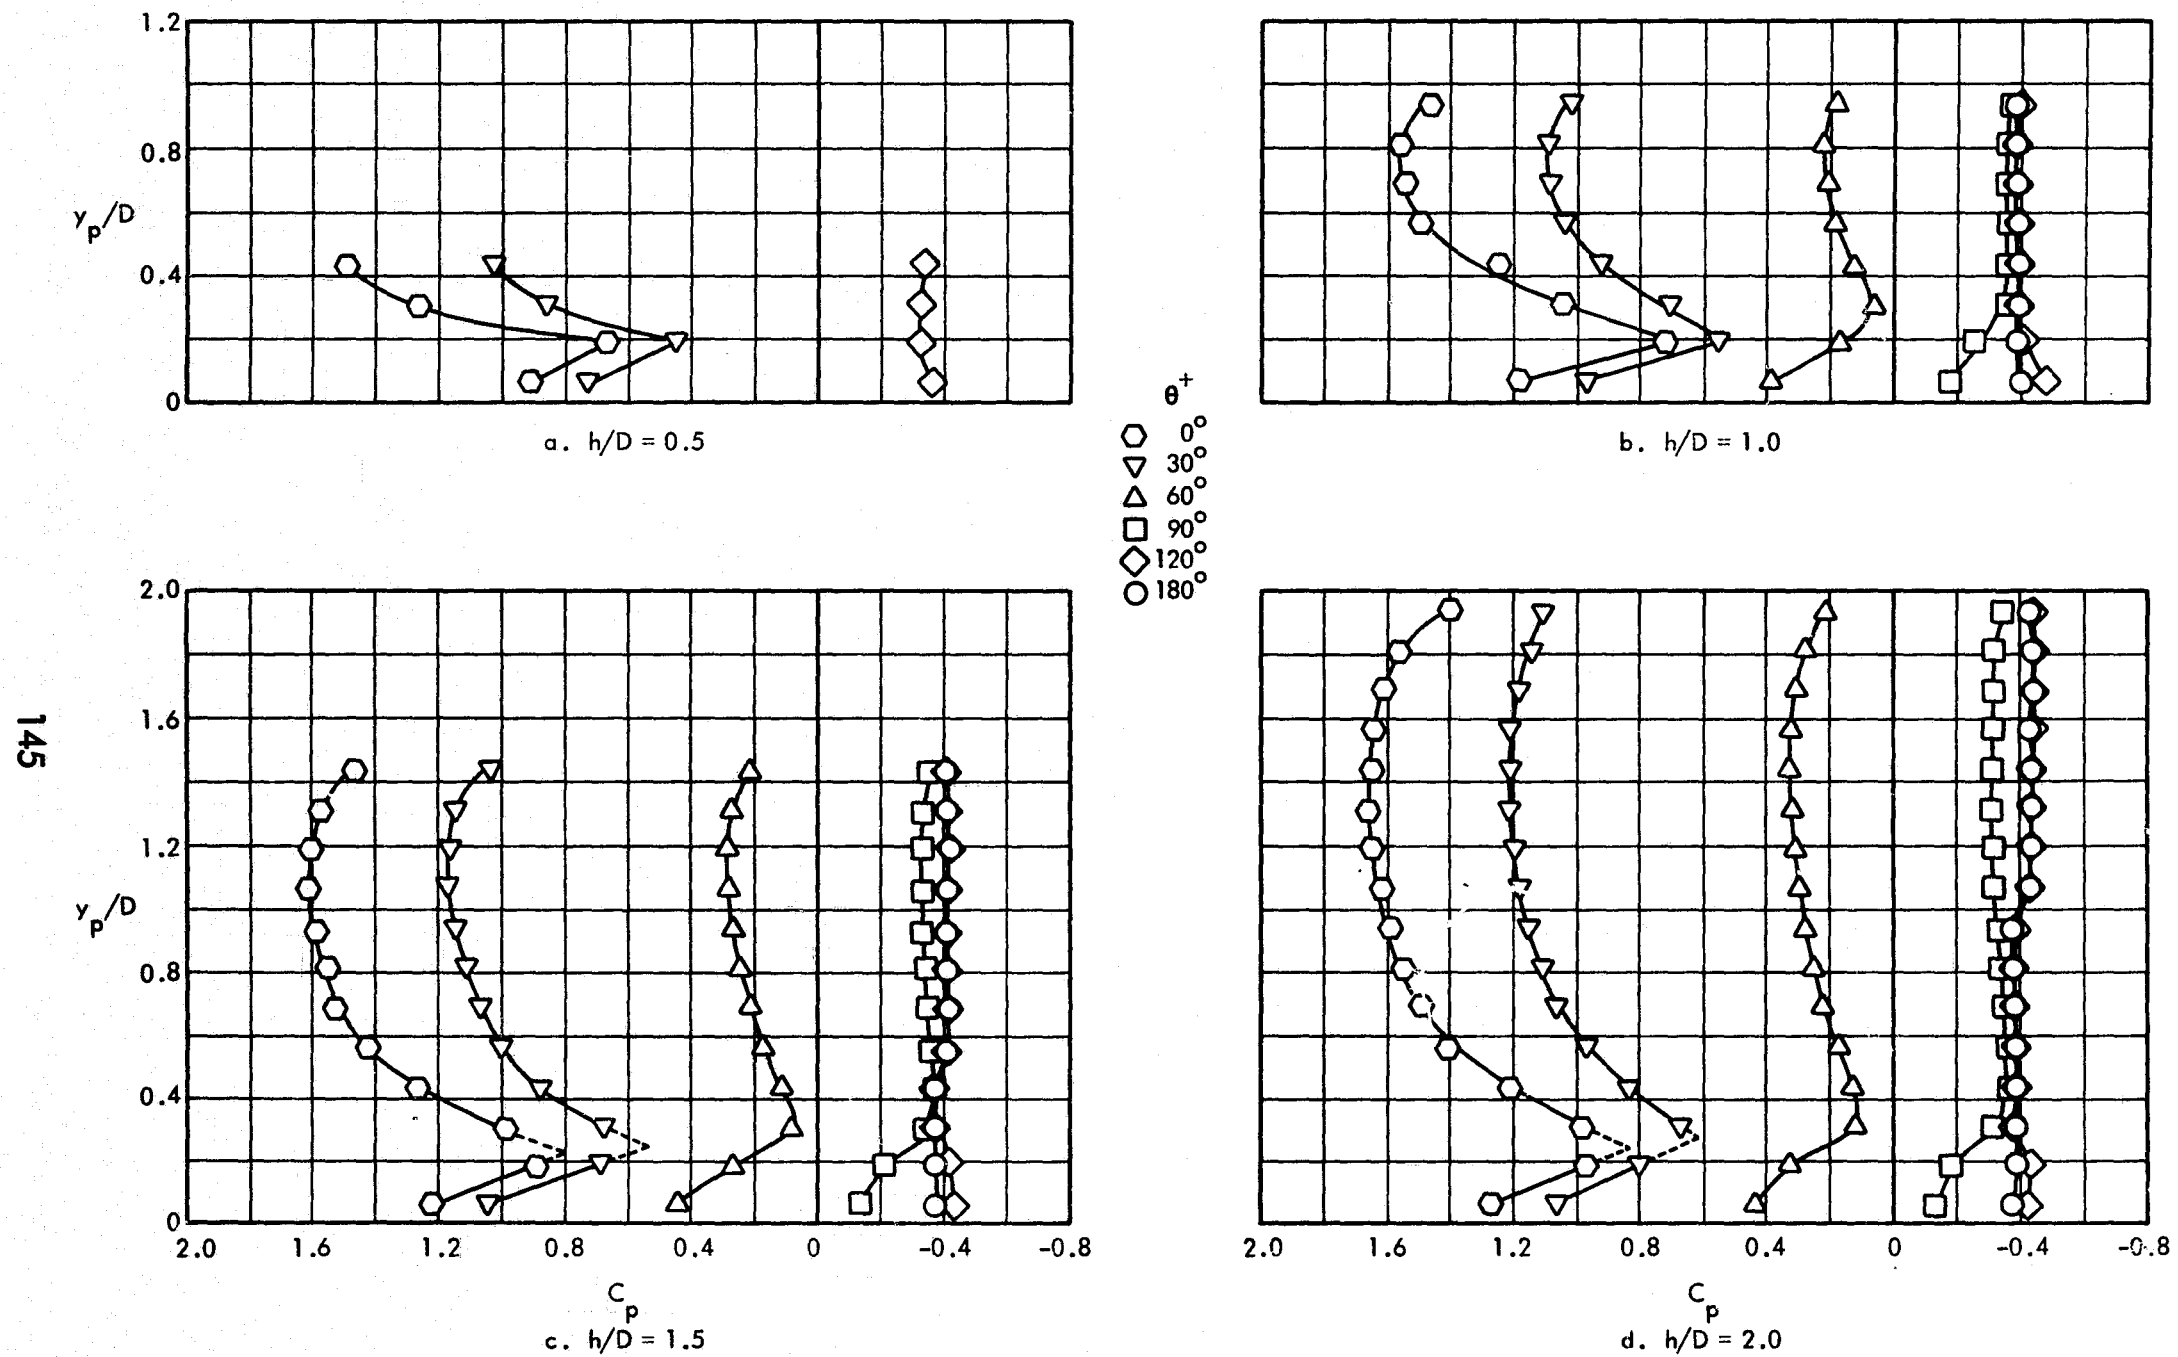 1.2
0.8
y_p/D
0.4
0
a. h/D = 0.5
b. h/D = 1.0
θ⁺
0°
30°
60°
90°
120°
180°
2.0
1.6
1.2
y_p/D
0.8
0.4
0
2.0 1.6 1.2 0.8 0.4 0 -0.4 -0.8
C_p
c. h/D = 1.5
2.0 1.6 1.2 0.8 0.4 0 -0.4 -0.8
C_p
d. h/D = 2.0
145